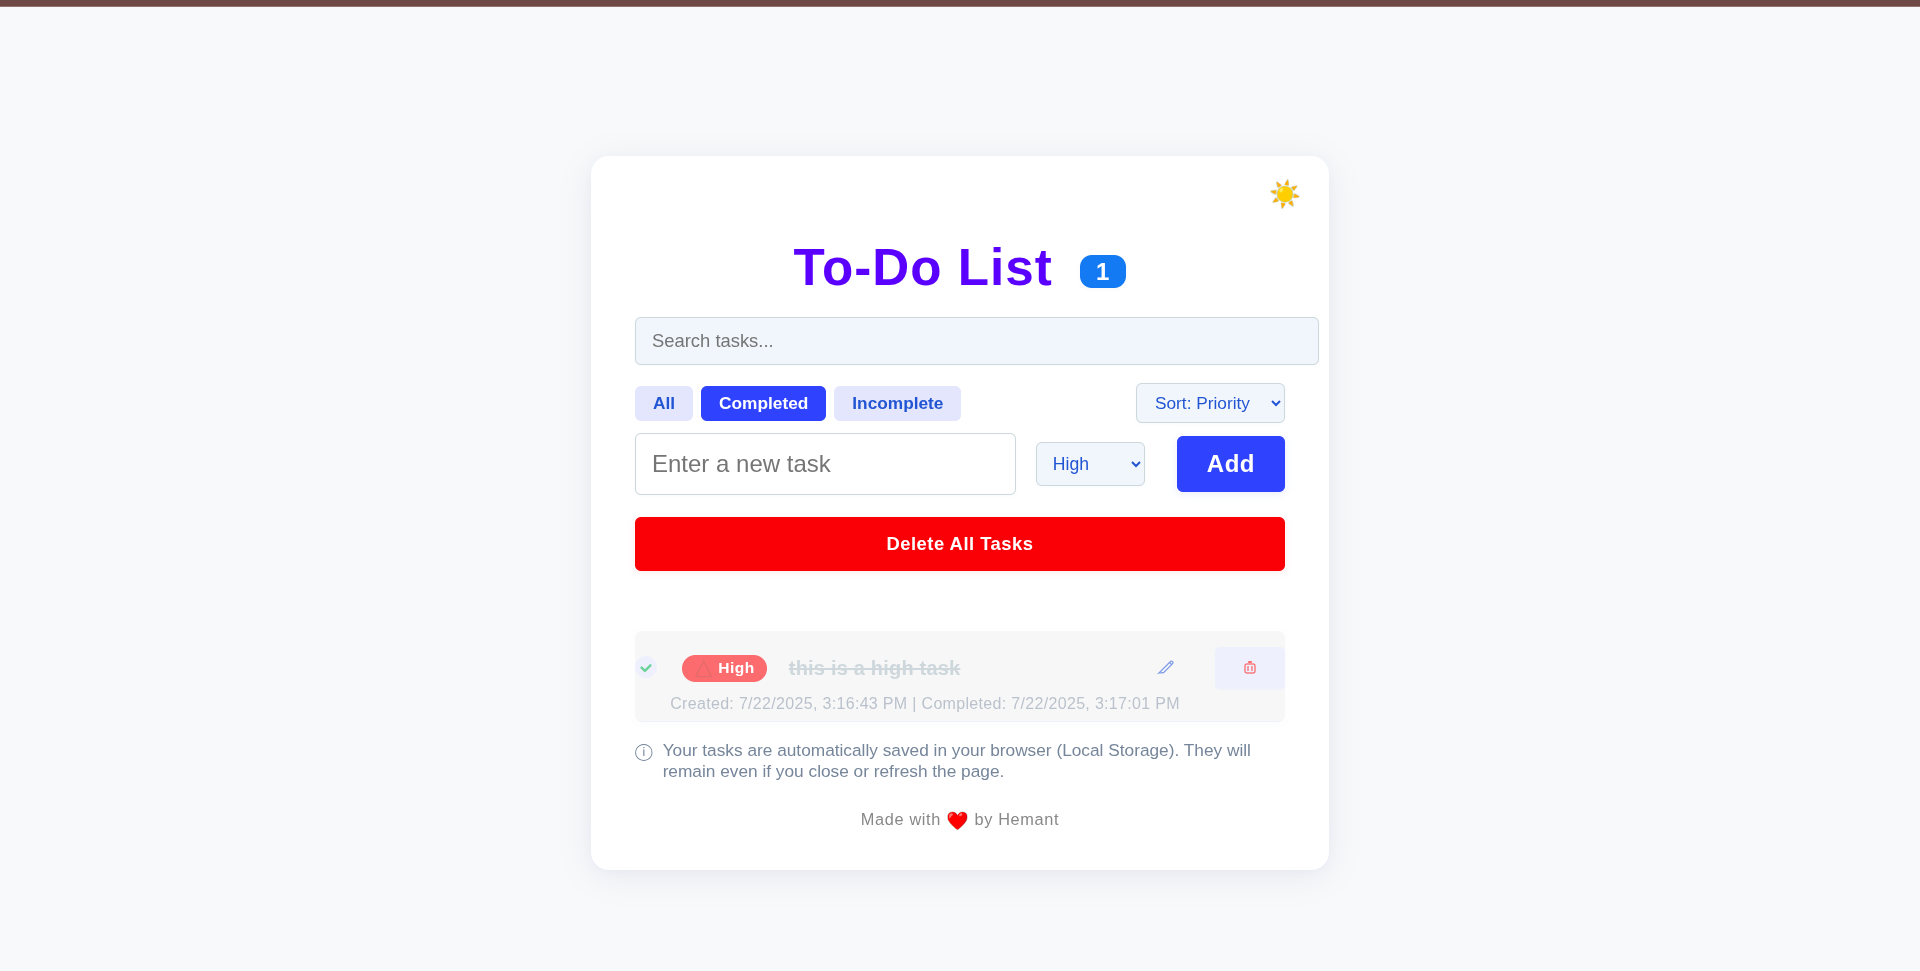 To-Do List 1
Search tasks...
All Completed Incomplete Sort: Priority
Enter a new task High Add
Delete All Tasks
High this is a high task
Created: 7/22/2025, 3:16:43 PM | Completed: 7/22/2025, 3:17:01 PM
Your tasks are automatically saved in your browser (Local Storage). They will
remain even if you close or refresh the page.
Made with ❤️ by Hemant